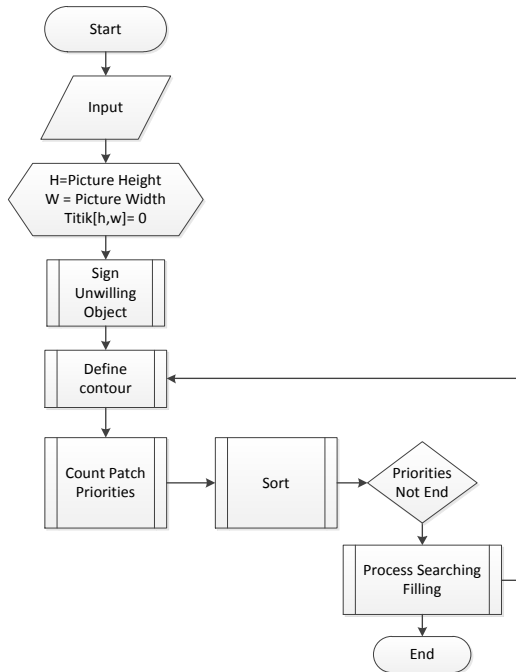 Start
Input
H=Picture Height
W = Picture Width
Titik[h,w]= 0
Sign
Unwilling
Object
Define
contour
Count Patch
Priorities
Sort
Priorities
Not End
Process Searching
Filling
End